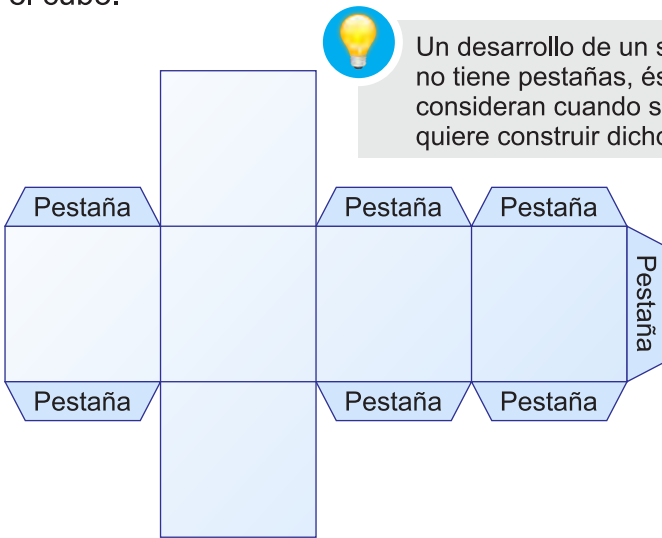 el cubo.
Un desarrollo de un s
no tiene pestañas, és
consideran cuando s
quiere construir dicho
Pestaña Pestaña Pestaña
Pestaña
Pestaña Pestaña Pestaña